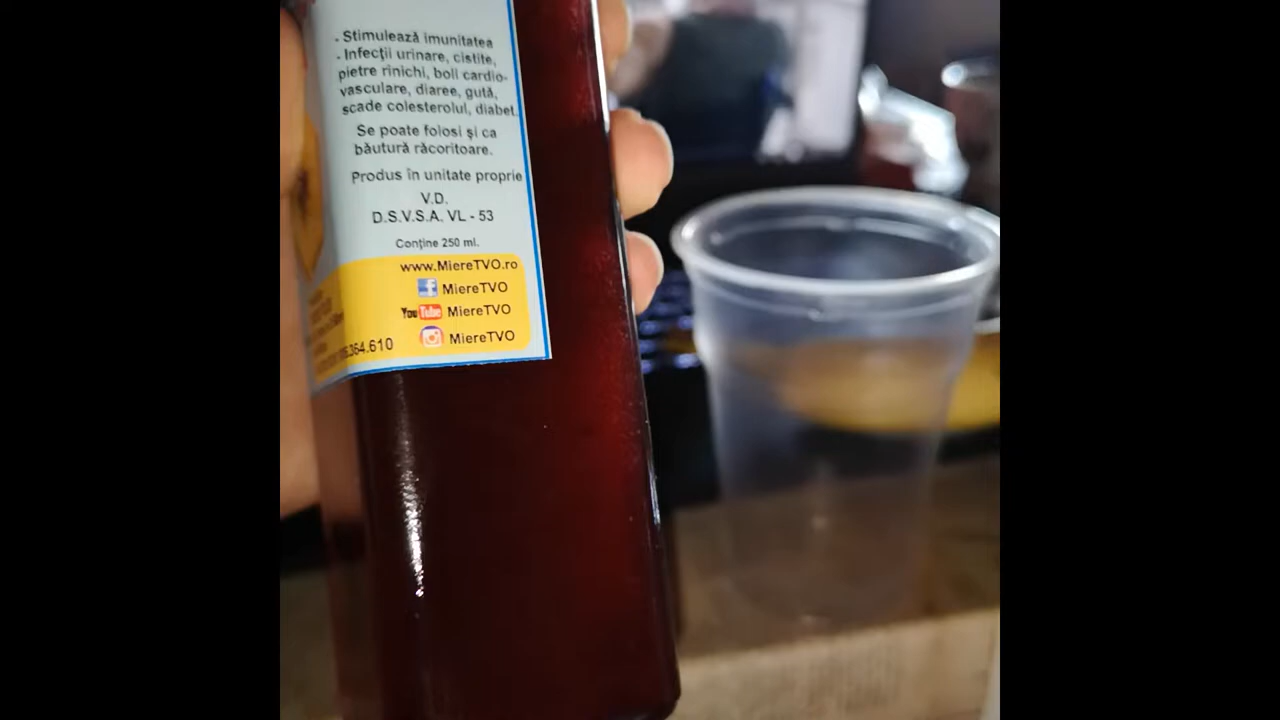 - Stimulează imunitatea
- Infecții urinare, cistite,
pietre rinichi, boli cardio-
vasculare, diaree, gută,
scade colesterolul, diabet.
Se poate folosi și ca
băutură răcoritoare.
Produs în unitate proprie
V.D.
D.S.V.S.A. VL - 53
Conține 250 ml.
www.MiereTVO.ro
MiereTVO
YouTube MiereTVO
MiereTVO
364.610